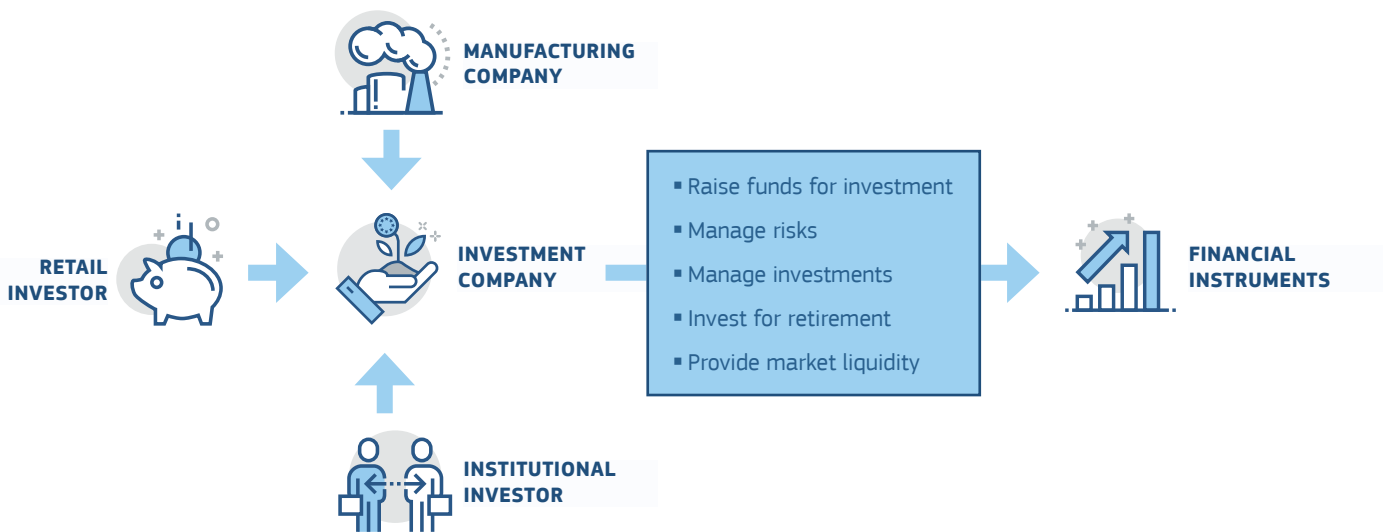 MANUFACTURING
COMPANY
RETAIL
INVESTOR
INVESTMENT
COMPANY
▪ Raise funds for investment
▪ Manage risks
▪ Manage investments
▪ Invest for retirement
▪ Provide market liquidity
FINANCIAL
INSTRUMENTS
INSTITUTIONAL
INVESTOR